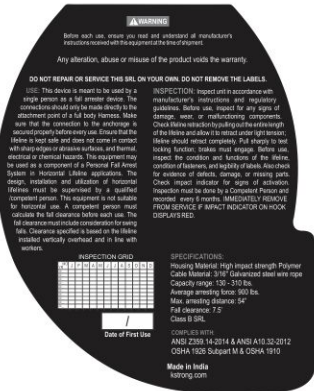 WARNING
Before each use, ensure you read and understand all manufacturer's
instructions received with this equipment at the time of shipment.
Any alteration, abuse or misuse of the product voids the warranty.
DO NOT REPAIR OR SERVICE THIS SRL ON YOUR OWN. DO NOT REMOVE THE LABELS.
USE: This device is meant to be used by a
single person as a fall arrester device. The
connections should only be made directly to the
attachment point of a full body Harness. Make
sure that the connection to the anchorage is
secured properly before every use. Ensure that the
lifeline is kept safe and does not come in contact
with sharp edges or abrasive surfaces, and thermal,
electrical or chemical hazards. This equipment may
be used as a component of a Personal Fall Arrest
System in Horizontal Lifeline applications. The
design, installation and utilization of horizontal
lifelines must be supervised by a qualified
/competent person. This equipment is not suitable
for horizontal use. A competent person must
calculate the fall clearance before each use. The
fall clearance must include consideration for swing
falls. Clearance specified is based on the lifeline
installed vertically overhead and in line with
workers.
INSPECTION: Inspect unit in accordance with
manufacturer's instructions and regulatory
guidelines. Before use, inspect for any signs of
damage, wear, or malfunctioning components.
Check lifeline retraction by pulling out the entire length
of the lifeline and allow it to retract under light tension;
lifeline should retract completely. Pull sharply to test
locking function; brakes must engage. Before use,
inspect the condition and functions of the lifeline,
condition of fasteners, and legibility of labels. Also check
for evidence of defects, damage, or missing parts.
Check impact indicator for signs of activation.
Inspection must be done by a Competent Person and
recorded every 6 months. IMMEDIATELY REMOVE
FROM SERVICE IF IMPACT INDICATOR ON HOOK
DISPLAYS RED.
INSPECTION GRID
J F M A M J J A S O N D
/
Date of First Use
SPECIFICATIONS:
Housing Material: High impact strength Polymer
Cable Material: 3/16" Galvanized steel wire rope
Capacity range: 130 - 310 lbs.
Average arresting force: 900 lbs.
Max. arresting distance: 54"
Fall clearance: 7.5'
Class B SRL
COMPLIES WITH:
ANSI Z359.14-2014 & ANSI A10.32-2012
OSHA 1926 Subpart M & OSHA 1910
Made in India
kstrong.com